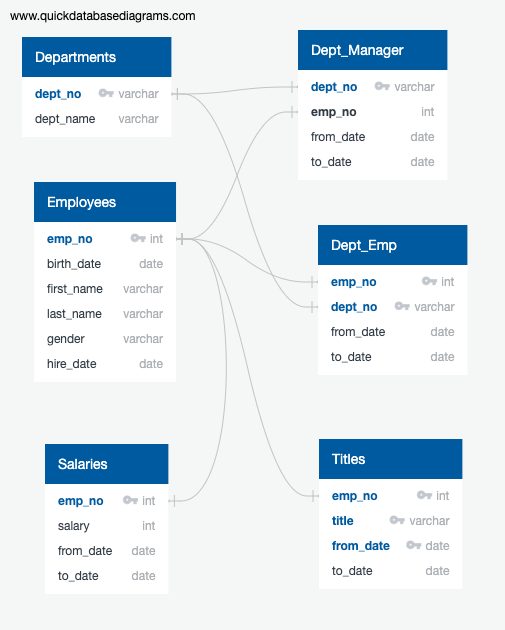 www.quickdatabasediagrams.com
Departments
dept_no varchar
dept_name varchar
Dept_Manager
dept_no varchar
emp_no int
from_date date
to_date date
Employees
emp_no int
birth_date date
first_name varchar
last_name varchar
gender varchar
hire_date date
Dept_Emp
emp_no int
dept_no varchar
from_date date
to_date date
Salaries
emp_no int
salary int
from_date date
to_date date
Titles
emp_no int
title varchar
from_date date
to_date date